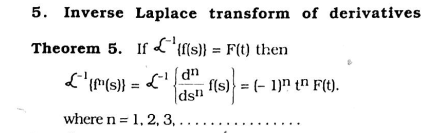 5. Inverse Laplace transform of derivatives
Theorem 5. If ℒ⁻¹{f(s)} = F(t) then
ℒ⁻¹{fⁿ(s)} = ℒ⁻¹ {dⁿ/dsⁿ f(s)} = (- 1)ⁿ tⁿ F(t).
where n = 1, 2, 3, . . . . . . . . . . . . . . . .